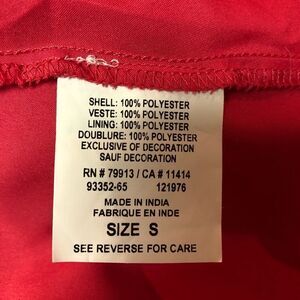 SHELL: 100% POLYESTER
VESTE: 100% POLYESTER
LINING: 100% POLYESTER
DOUBLURE: 100% POLYESTER
EXCLUSIVE OF DECORATION
SAUF DECORATION
RN # 79913 / CA # 11414
93352-65 121976
MADE IN INDIA
FABRIQUE EN INDE
SIZE S
SEE REVERSE FOR CARE